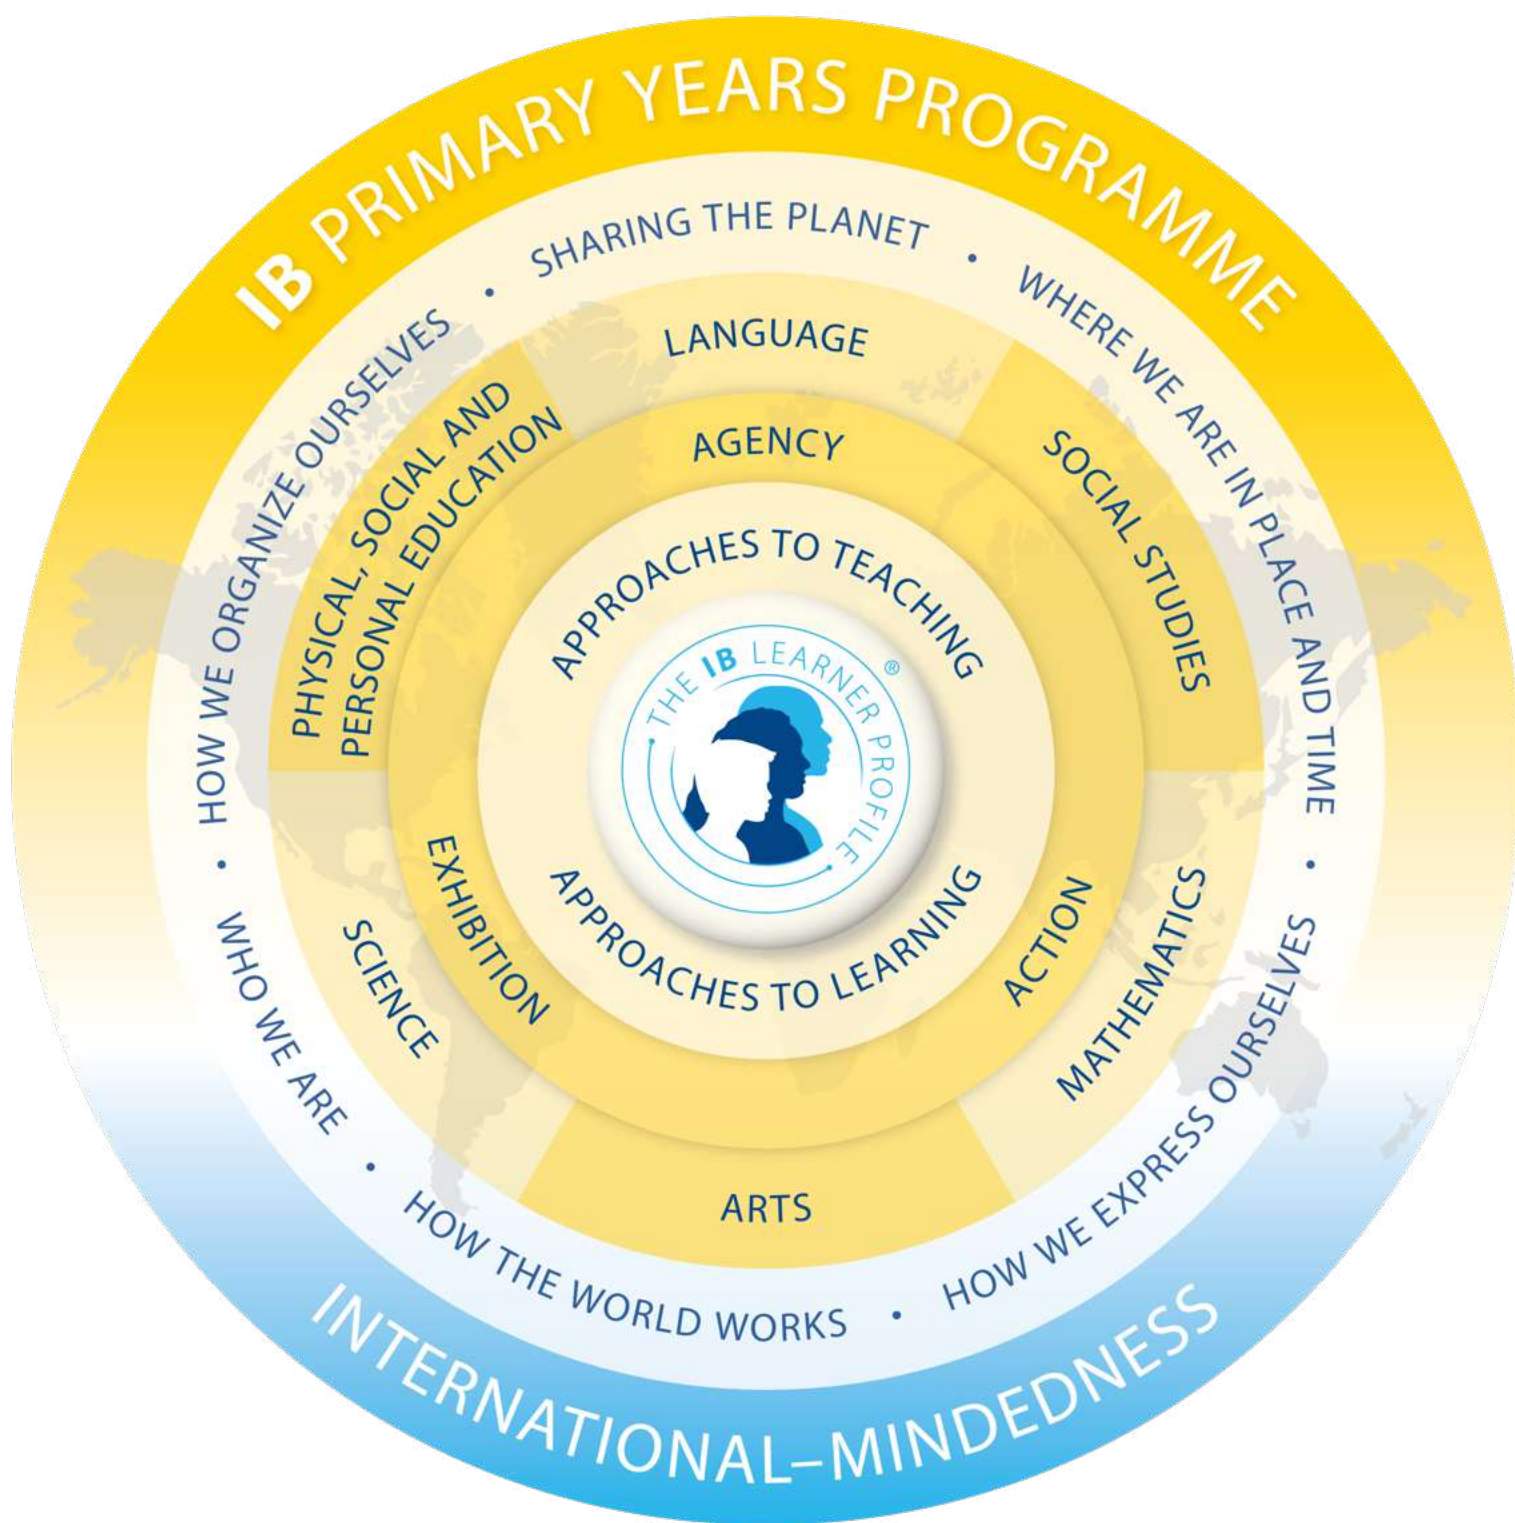 IB PRIMARY YEARS PROGRAMME
SHARING THE PLANET
•
WHERE WE ARE IN PLACE AND TIME
•
HOW WE EXPRESS OURSELVES
•
HOW THE WORLD WORKS
•
WHO WE ARE
•
HOW WE ORGANIZE OURSELVES
•
LANGUAGE
SOCIAL STUDIES
MATHEMATICS
ARTS
SCIENCE
PHYSICAL, SOCIAL AND
PERSONAL EDUCATION
AGENCY
ACTION
EXHIBITION
APPROACHES TO TEACHING
THE IB LEARNER PROFILE ®
APPROACHES TO LEARNING
INTERNATIONAL–MINDEDNESS